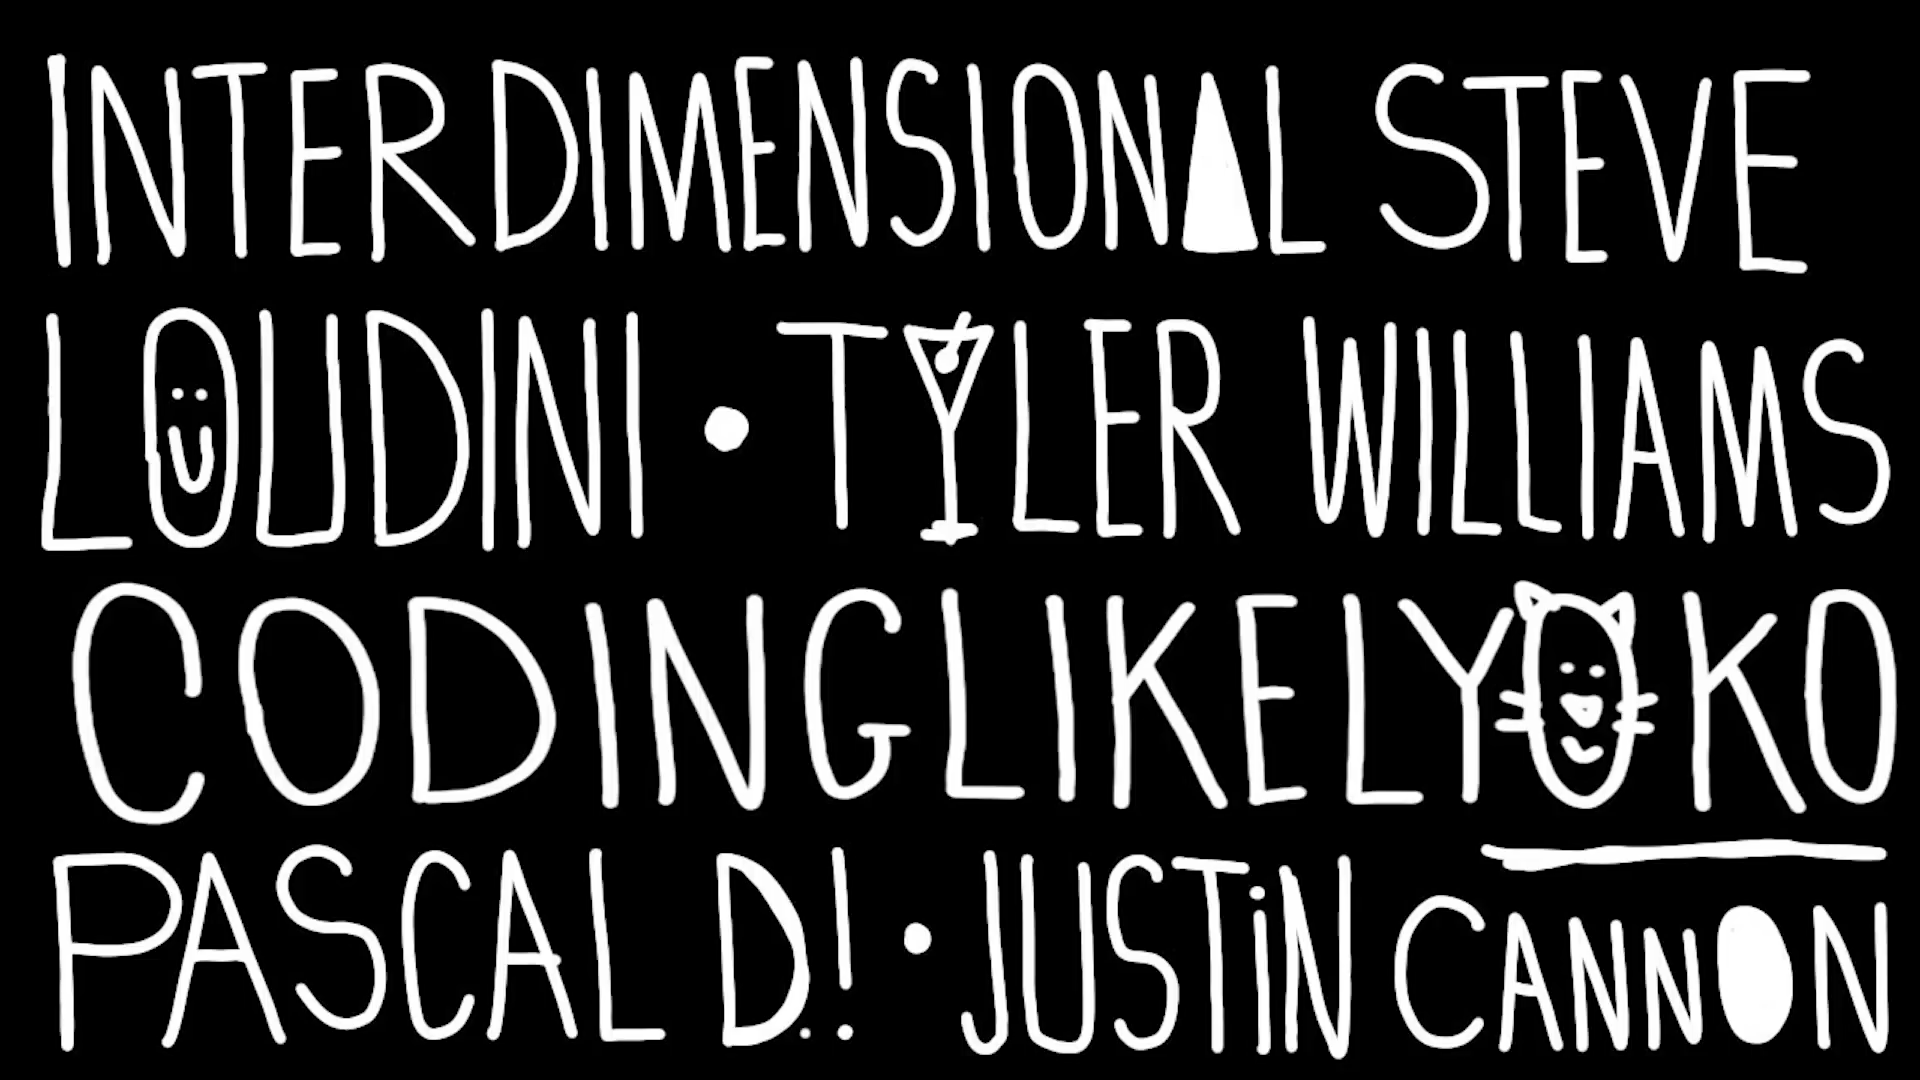 INTERDIMENSIONAL STEVE
LOUDINI • TYLER WILLIAMS
CODINGLIKELYOKO
PASCAL D.! • JUSTiN CANNON